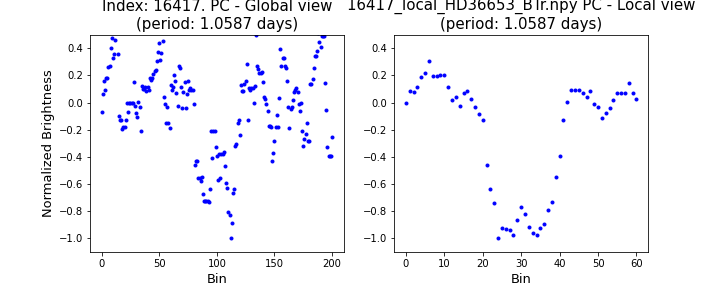 Index: 16417. PC - Global view
(period: 1.0587 days)
16417_local_HD36653_BTr.npy PC - Local view
(period: 1.0587 days)
Normalized Brightness
0.4
0.2
0.0
−0.2
−0.4
−0.6
−0.8
−1.0
0 50 100 150 200
Bin
0.4
0.2
0.0
−0.2
−0.4
−0.6
−0.8
−1.0
0 10 20 30 40 50 60
Bin